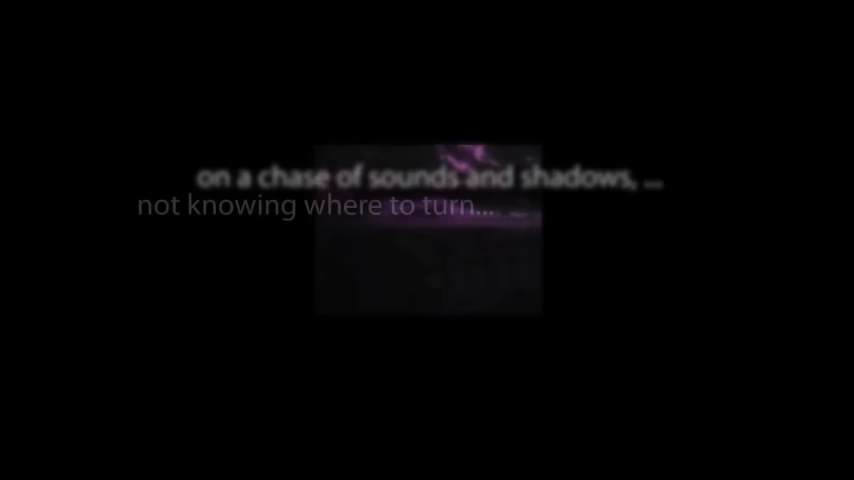 on a chase of sounds and shadows, ...
not knowing where to turn...